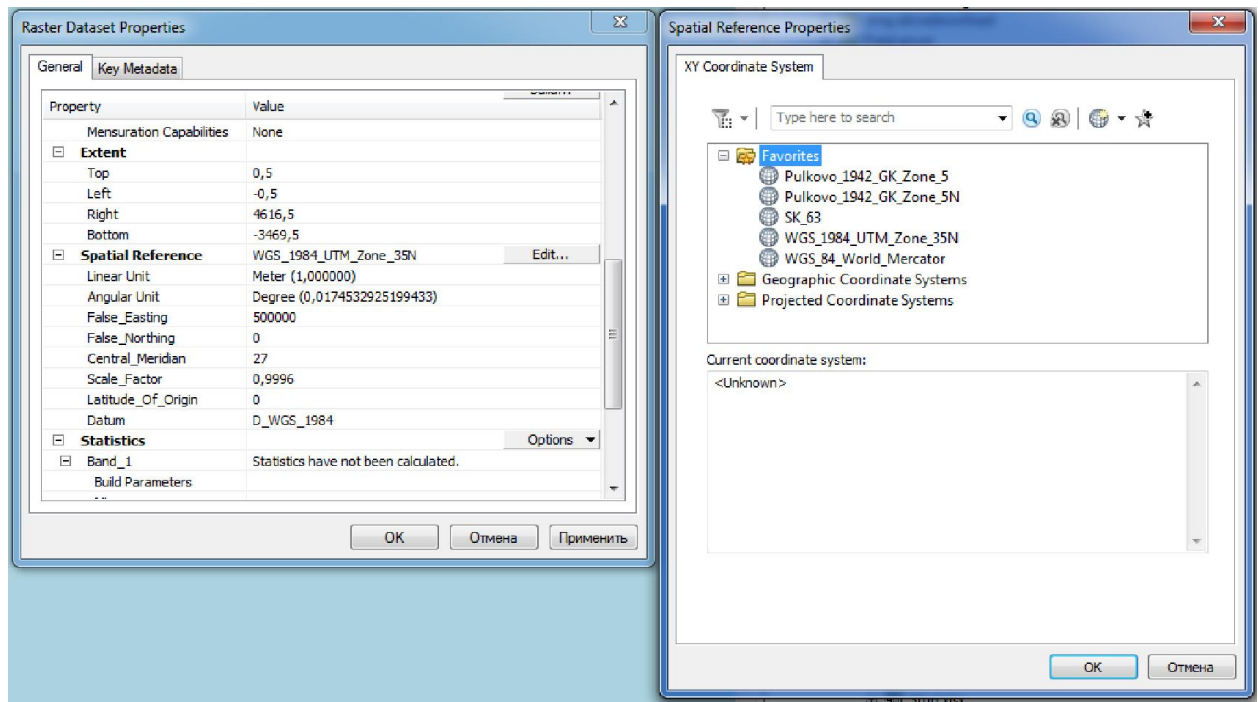 Raster Dataset Properties
General Key Metadata
Property Value
Mensuration Capabilities None
Extent
Top 0,5
Left -0,5
Right 4616,5
Bottom -3469,5
Spatial Reference WGS_1984_UTM_Zone_35N Edit...
Linear Unit Meter (1,000000)
Angular Unit Degree (0,0174532925199433)
False_Easting 500000
False_Northing 0
Central_Meridian 27
Scale_Factor 0,9996
Latitude_Of_Origin 0
Datum D_WGS_1984
Statistics Options
Band_1 Statistics have not been calculated.
Build Parameters
OK Отмена Применить
Spatial Reference Properties
XY Coordinate System
Type here to search
Favorites
Pulkovo_1942_GK_Zone_5
Pulkovo_1942_GK_Zone_5N
SK_63
WGS_1984_UTM_Zone_35N
WGS_84_World_Mercator
Geographic Coordinate Systems
Projected Coordinate Systems
Current coordinate system:
<Unknown>
OK Отмена